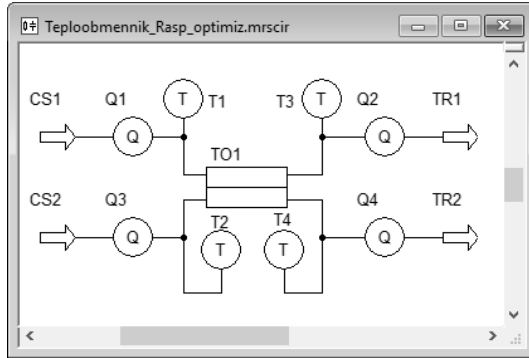 Teploobmennik_Rasp_optimiz.mrscir
CS1 Q1 T T1 T3 T Q2 TR1
Q Q
TO1
CS2 Q3 Q4 TR2
T2 T4
Q T T Q